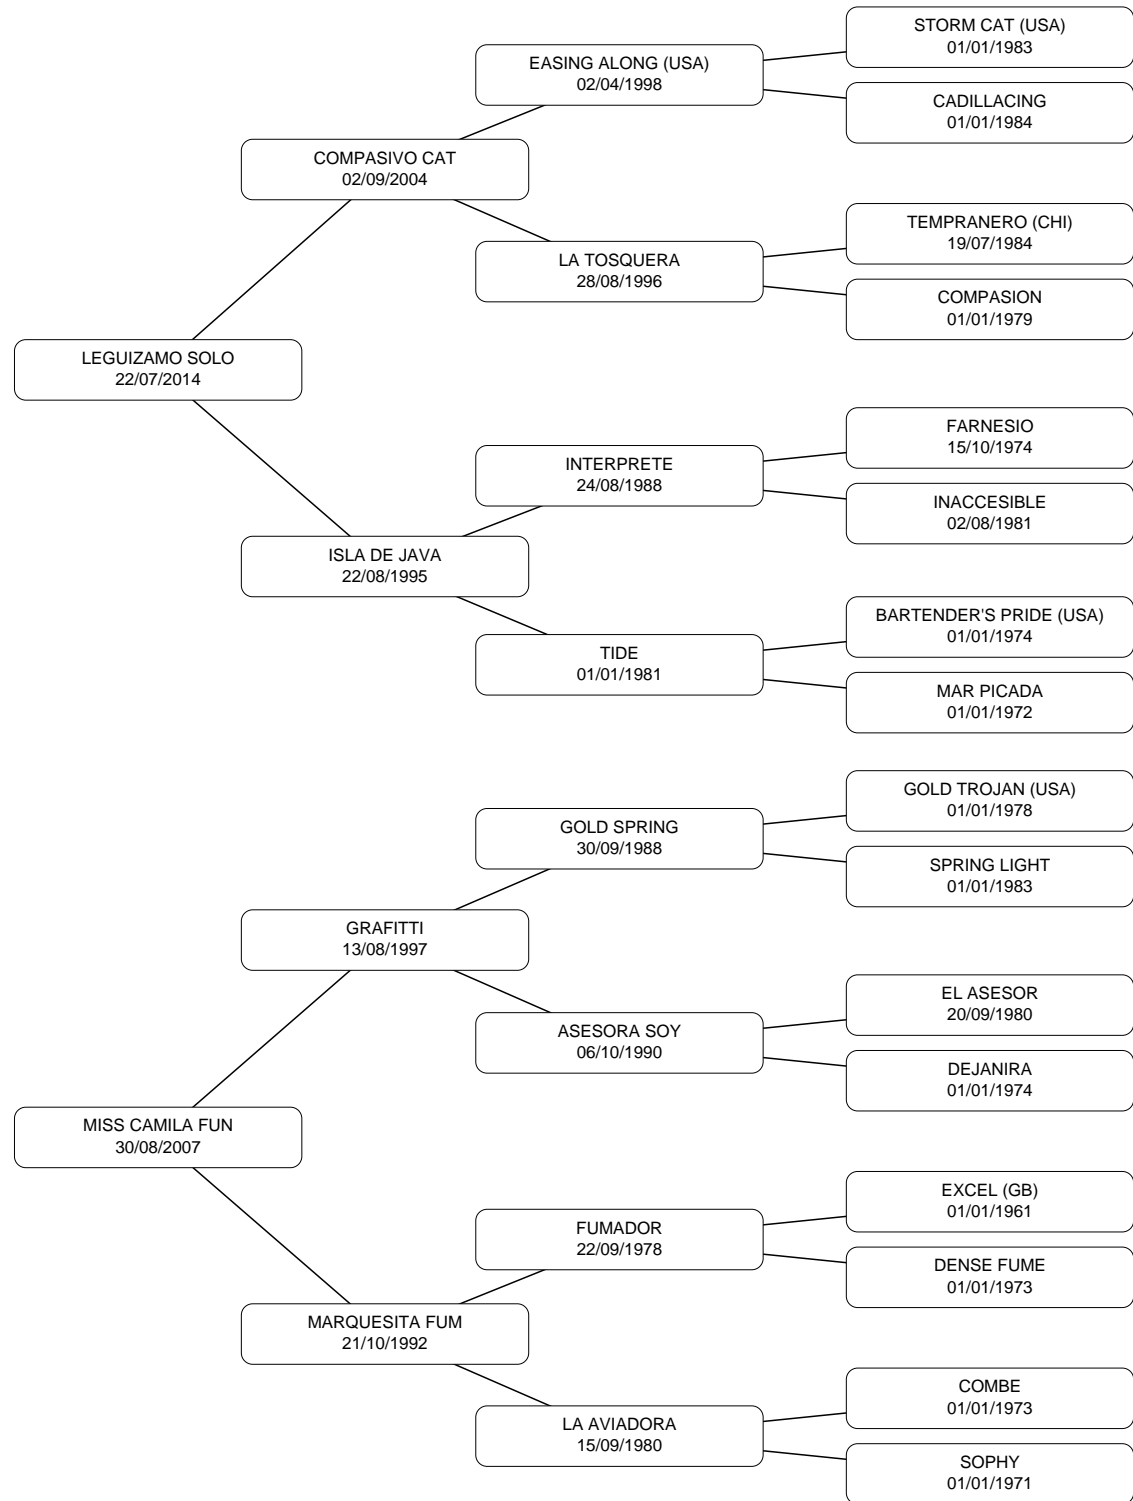 STORM CAT (USA)
01/01/1983
EASING ALONG (USA)
02/04/1998
CADILLACING
01/01/1984
COMPASIVO CAT
02/09/2004
TEMPRANERO (CHI)
19/07/1984
LA TOSQUERA
28/08/1996
COMPASION
01/01/1979
LEGUIZAMO SOLO
22/07/2014
FARNESIO
15/10/1974
INTERPRETE
24/08/1988
INACCESIBLE
02/08/1981
ISLA DE JAVA
22/08/1995
BARTENDER'S PRIDE (USA)
01/01/1974
TIDE
01/01/1981
MAR PICADA
01/01/1972
GOLD TROJAN (USA)
01/01/1978
GOLD SPRING
30/09/1988
SPRING LIGHT
01/01/1983
GRAFITTI
13/08/1997
EL ASESOR
20/09/1980
ASESORA SOY
06/10/1990
DEJANIRA
01/01/1974
MISS CAMILA FUN
30/08/2007
EXCEL (GB)
01/01/1961
FUMADOR
22/09/1978
DENSE FUME
01/01/1973
MARQUESITA FUM
21/10/1992
COMBE
01/01/1973
LA AVIADORA
15/09/1980
SOPHY
01/01/1971